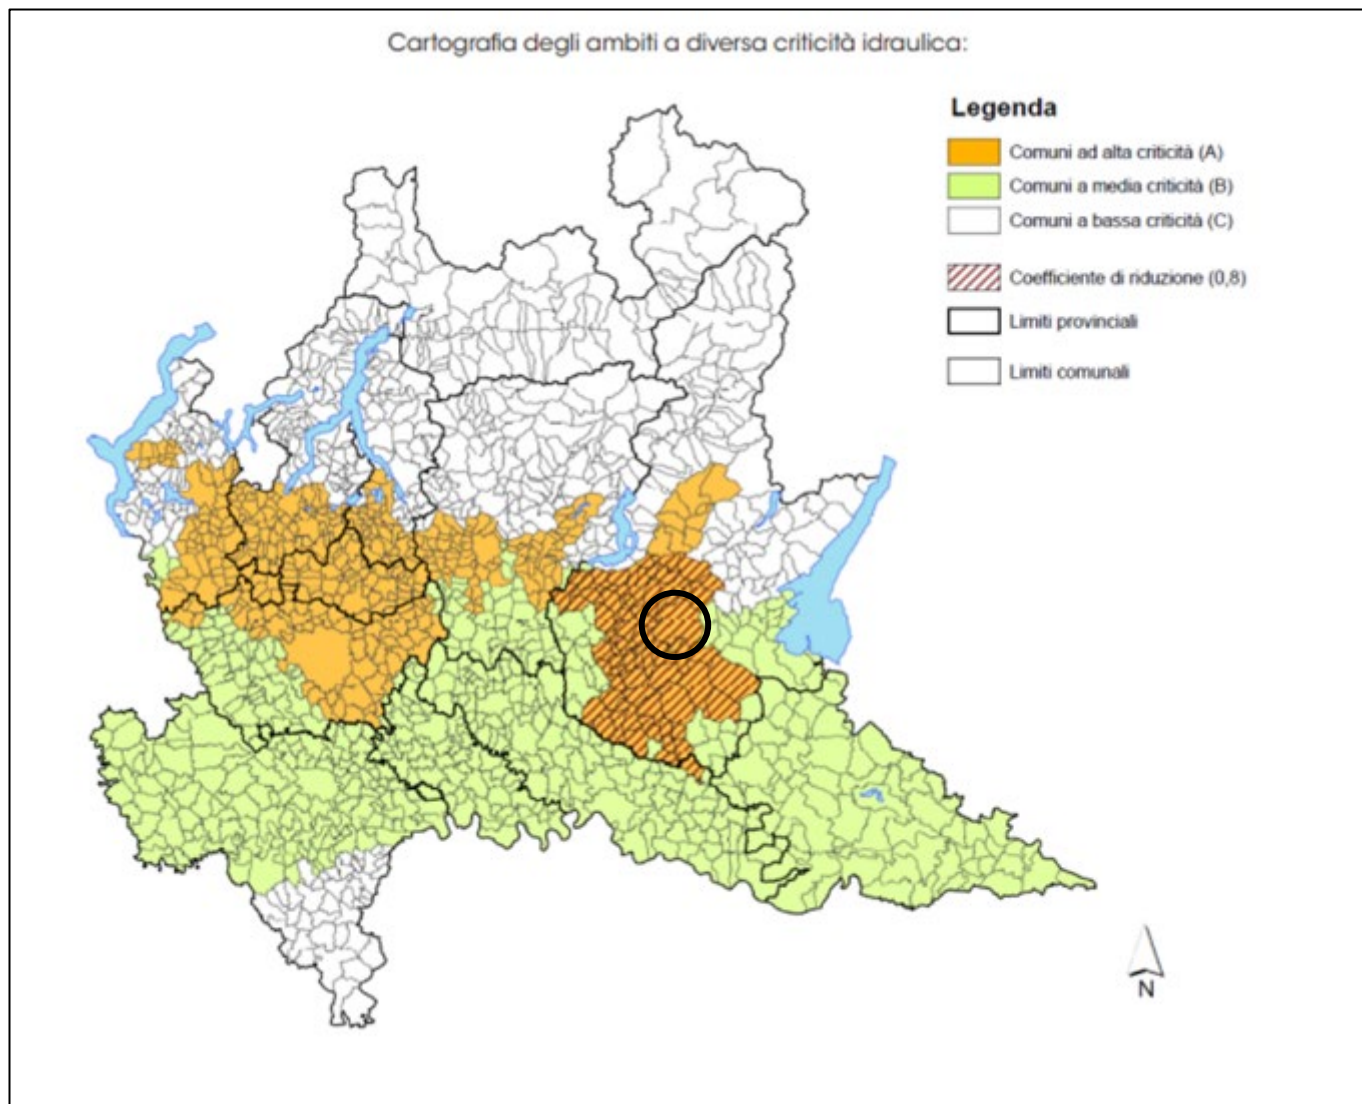 Cartografia degli ambiti a diversa criticità idraulica:
Legenda
Comuni ad alta criticità (A)
Comuni a media criticità (B)
Comuni a bassa criticità (C)
Coefficiente di riduzione (0,8)
Limiti provinciali
Limiti comunali
N